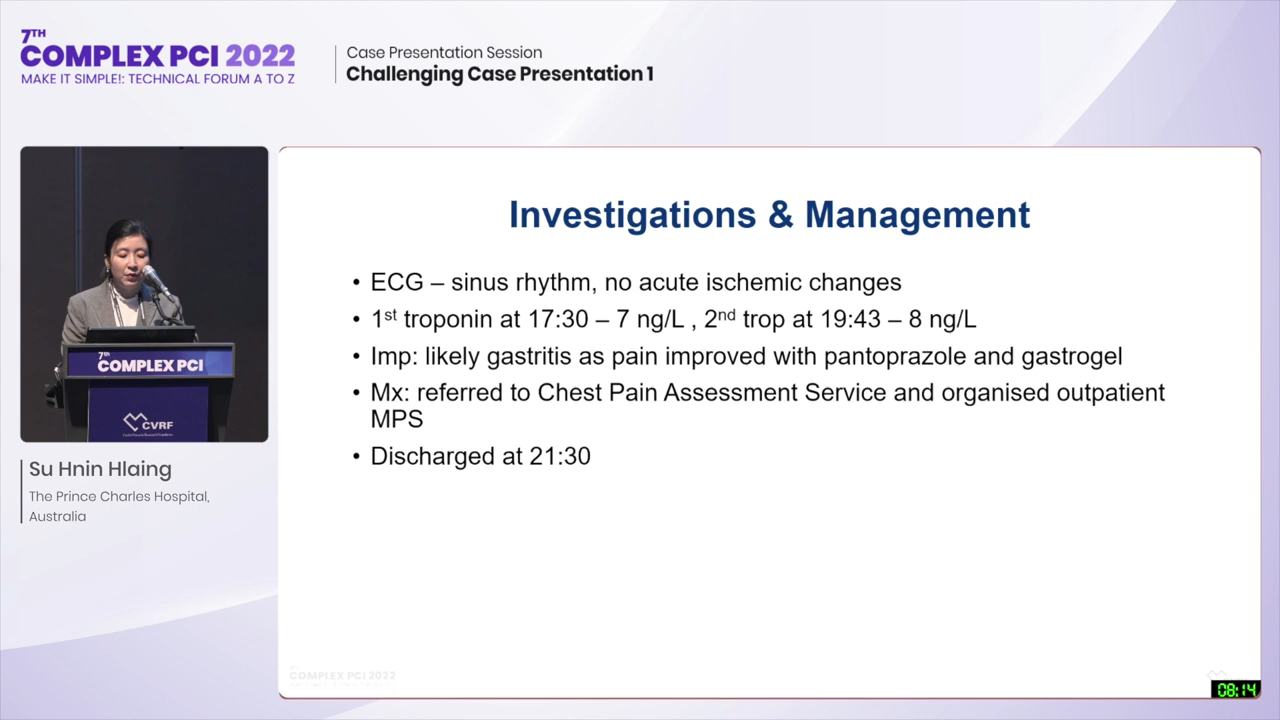 7TH
COMPLEX PCI 2022
MAKE IT SIMPLE!: TECHNICAL FORUM A TO Z
Case Presentation Session
Challenging Case Presentation 1
Investigations & Management
• ECG – sinus rhythm, no acute ischemic changes
• 1st troponin at 17:30 – 7 ng/L , 2nd trop at 19:43 – 8 ng/L
• Imp: likely gastritis as pain improved with pantoprazole and gastrogel
• Mx: referred to Chest Pain Assessment Service and organised outpatient
MPS
• Discharged at 21:30
7th
COMPLEX PCI
CVRF
Su Hnin Hlaing
The Prince Charles Hospital,
Australia
COMPLEX PCI 2022
08:14